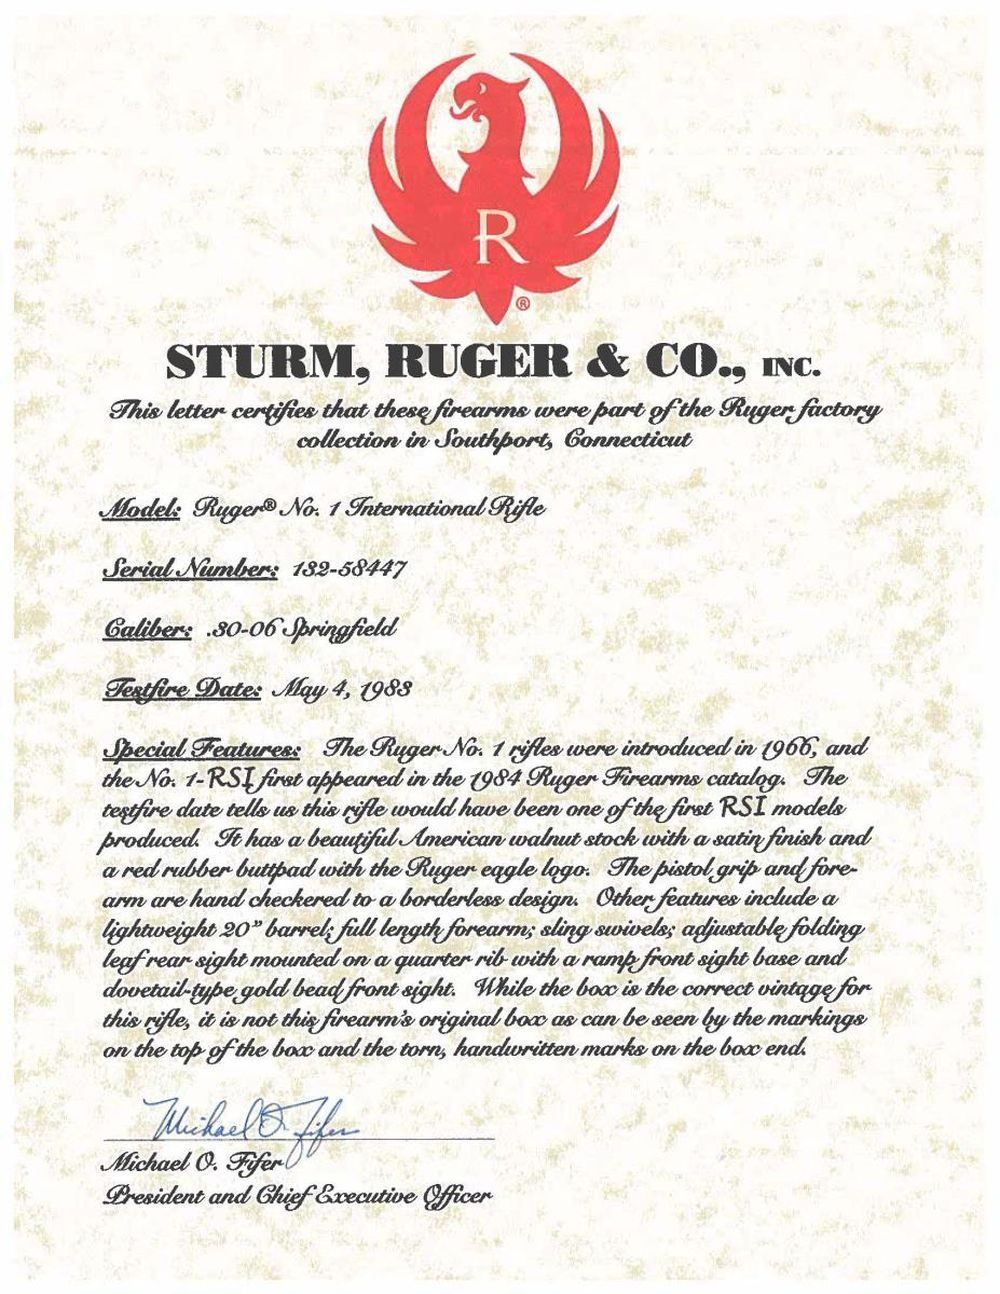 R
®
STURM, RUGER & CO., INC.
This letter certifies that these firearms were part of the Ruger factory
collection in Southport, Connecticut
Model: Ruger® No. 1 International Rifle
Serial Number: 132-58447
Caliber: .30-06 Springfield
Testfire Date: May 4, 1983
Special Features: The Ruger No. 1 rifles were introduced in 1966, and
the No. 1-RSI first appeared in the 1984 Ruger Firearms catalog. The
testfire date tells us this rifle would have been one of the first RSI models
produced. It has a beautiful American walnut stock with a satin finish and
a red rubber buttpad with the Ruger eagle logo. The pistol grip and fore-
arm are hand checkered to a borderless design. Other features include a
lightweight 20" barrel; full length forearm; sling swivels; adjustable folding
leaf rear sight mounted on a quarter rib with a ramp front sight base and
dovetail-type gold bead front sight. While the box is the correct vintage for
this rifle, it is not this firearm's original box as can be seen by the markings
on the top of the box and the torn, handwritten marks on the box end.
Michael O. Fifer
Michael O. Fifer
President and Chief Executive Officer